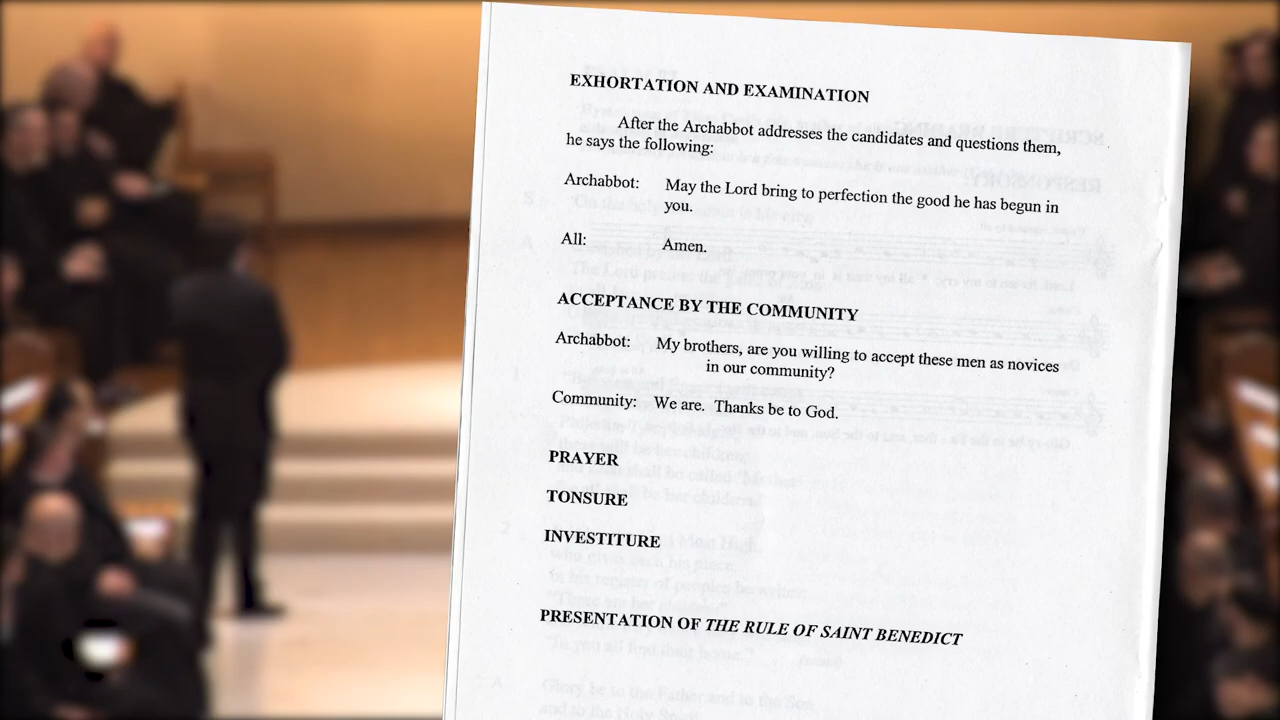 EXHORTATION AND EXAMINATION
After the Archabbot addresses the candidates and questions them,
he says the following:
Archabbot: May the Lord bring to perfection the good he has begun in
you.
All: Amen.
ACCEPTANCE BY THE COMMUNITY
Archabbot: My brothers, are you willing to accept these men as novices
in our community?
Community: We are. Thanks be to God.
PRAYER
TONSURE
INVESTITURE
PRESENTATION OF THE RULE OF SAINT BENEDICT